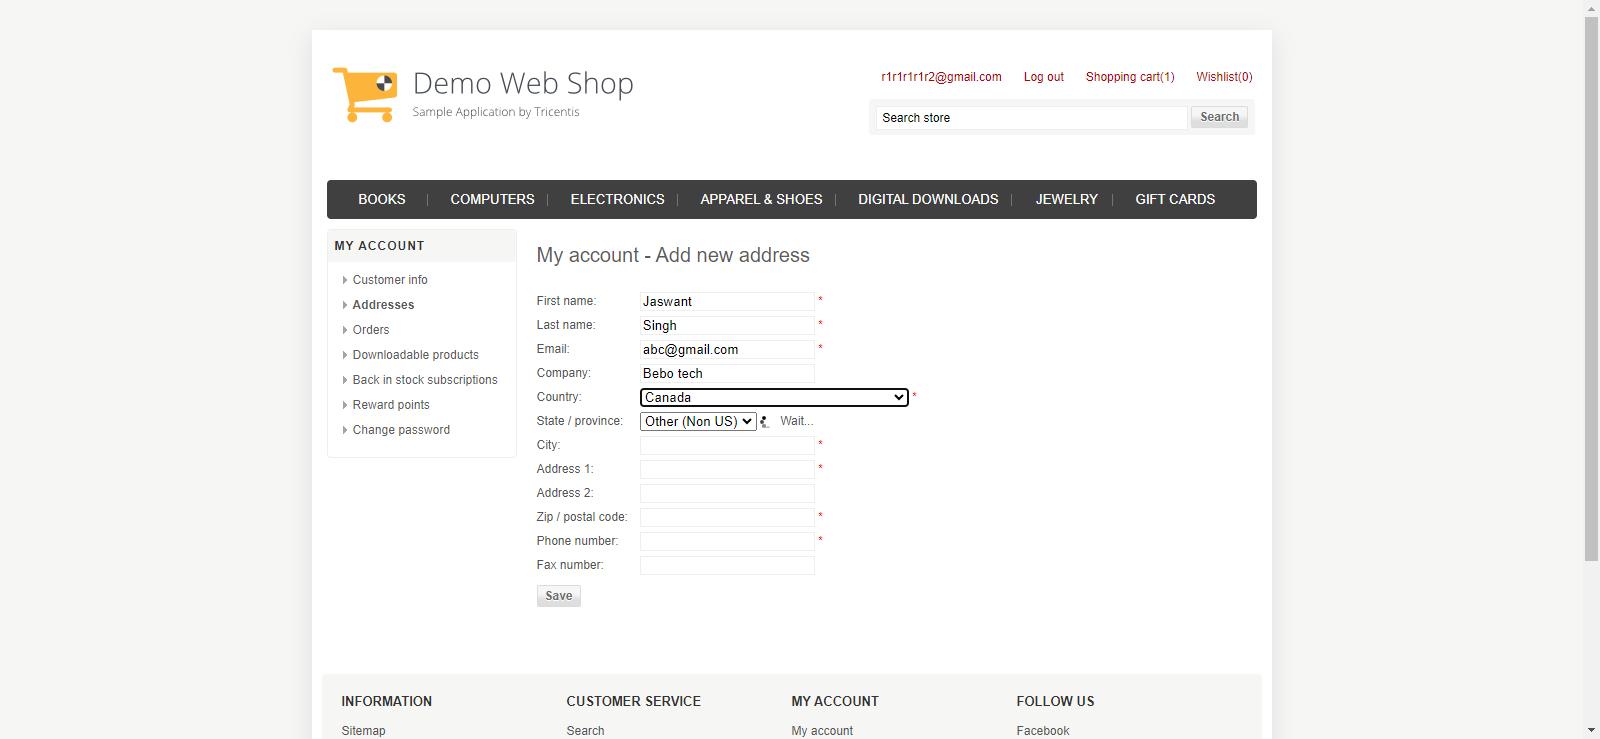 Demo Web Shop
Sample Application by Tricentis
r1r1r1r1r2@gmail.com Log out Shopping cart(1) Wishlist(0)
Search store Search
BOOKS COMPUTERS ELECTRONICS APPAREL & SHOES DIGITAL DOWNLOADS JEWELRY GIFT CARDS
MY ACCOUNT
Customer info
Addresses
Orders
Downloadable products
Back in stock subscriptions
Reward points
Change password
My account - Add new address
First name: Jaswant *
Last name: Singh *
Email: abc@gmail.com *
Company: Bebo tech
Country: Canada *
State / province: Other (Non US) Wait...
City: *
Address 1: *
Address 2:
Zip / postal code: *
Phone number: *
Fax number:
Save
INFORMATION CUSTOMER SERVICE MY ACCOUNT FOLLOW US
Sitemap Search My account Facebook